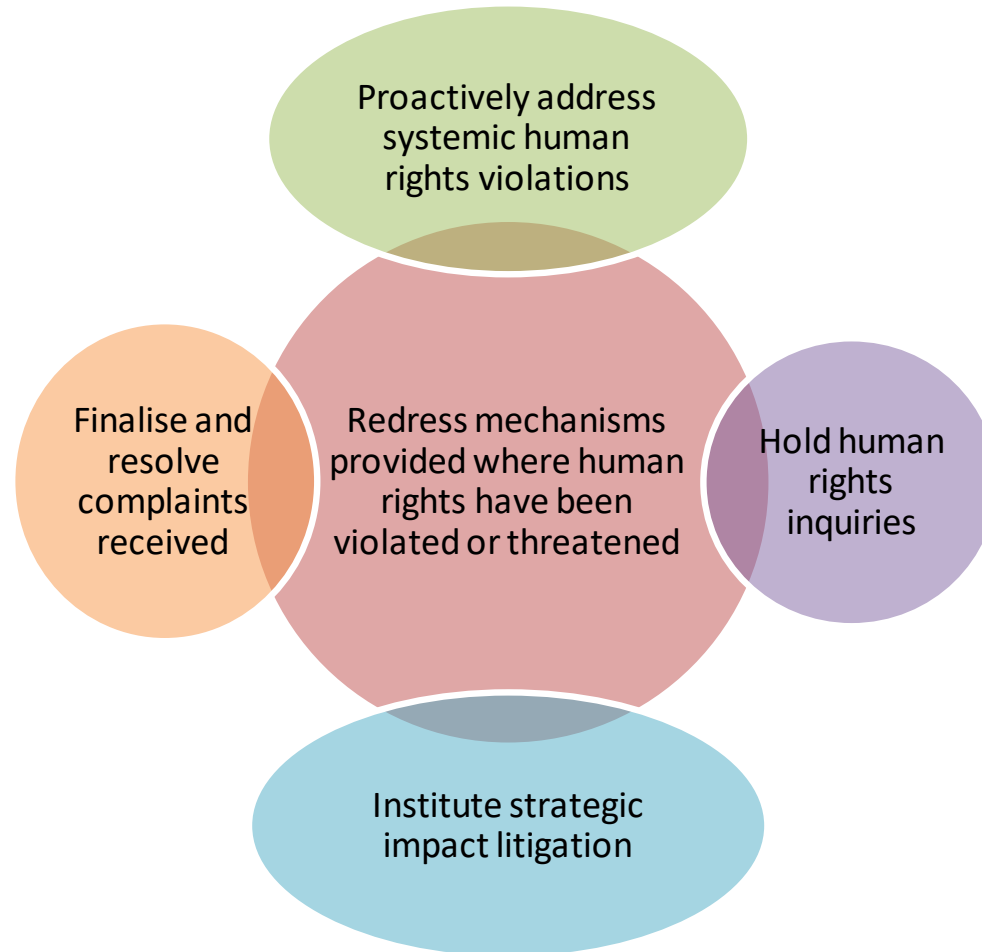 Proactively address
systemic human
rights violations
Finalise and
resolve
complaints
received
Redress mechanisms
provided where human
rights have been
violated or threatened
Hold human
rights
inquiries
Institute strategic
impact litigation